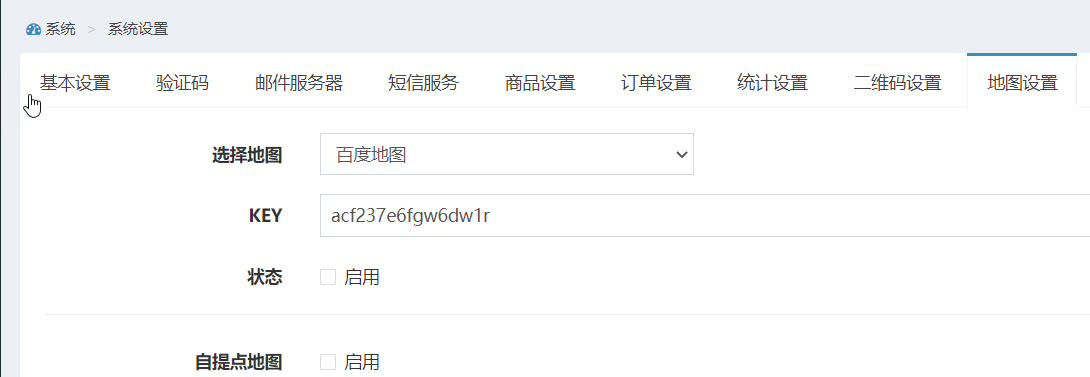 系统 > 系统设置
基本设置 验证码 邮件服务器 短信服务 商品设置 订单设置 统计设置 二维码设置 地图设置
选择地图 百度地图
KEY acf237e6fgw6dw1r
状态 启用
自提点地图 启用